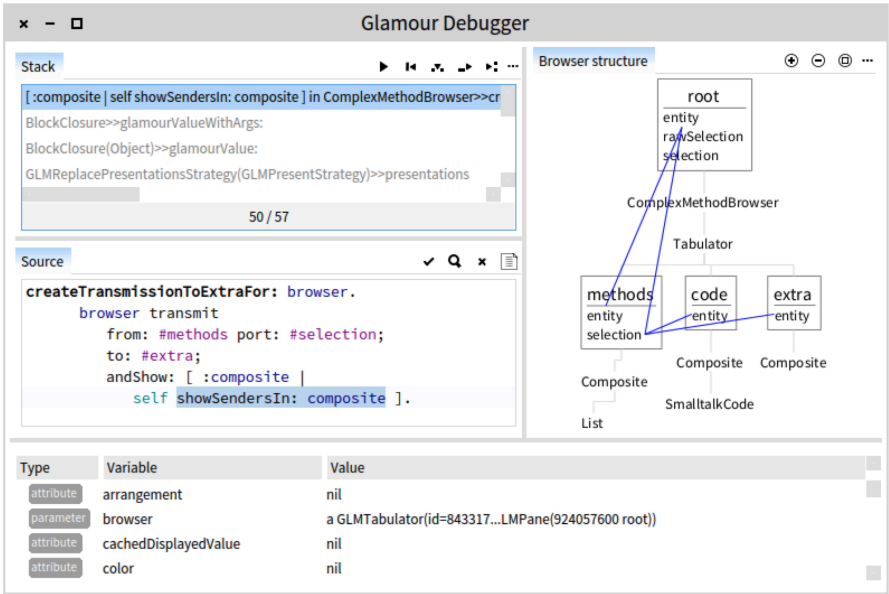 Glamour Debugger
Stack
[ :composite | self showSendersIn: composite ] in ComplexMethodBrowser>>cr
BlockClosure>>glamourValueWithArgs:
BlockClosure(Object)>>glamourValue:
GLMReplacePresentationsStrategy(GLMPresentStrategy)>>presentations
50 / 57
Source
createTransmissionToExtraFor: browser.
browser transmit
from: #methods port: #selection;
to: #extra;
andShow: [ :composite |
self showSendersIn: composite ].
Browser structure
root
entity
rawSelection
selection
ComplexMethodBrowser
Tabulator
methods
entity
selection
code
entity
extra
entity
Composite
Composite
Composite
List
SmalltalkCode
Type Variable Value
attribute arrangement nil
parameter browser a GLMTabulator(id=843317...LMPane(924057600 root))
attribute cachedDisplayedValue nil
attribute color nil